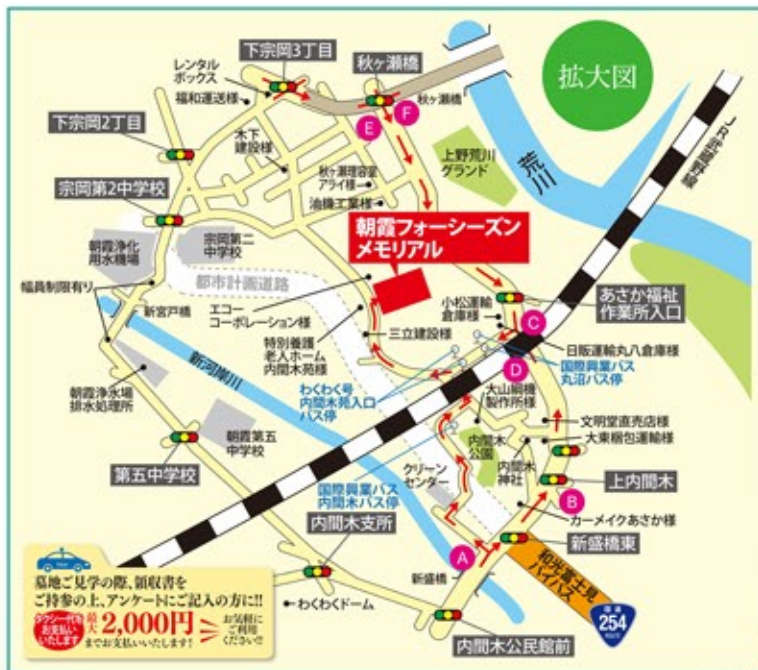 拡大図
下宗岡3丁目
秋ヶ瀬橋
レンタル
ボックス
福和運送様
秋ヶ瀬橋
E
F
JR武蔵野線
荒川
下宗岡2丁目
木下
建設様
上野荒川
グランド
秋ヶ瀬理容室
アライ様
宗岡第2中学校
油機工業様
朝霞フォーシーズン
メモリアル
朝霞浄化
用水機場
宗岡第二
中学校
都市計画道路
幅員制限有り
新宮戸橋
エコー
コーポレーション様
小松運輸
倉庫様
あさか福祉
作業所入口
C
三立建設様
特別養護
老人ホーム
内間木苑様
日販運輸丸八倉庫様
D
国際興業バス
丸沼バス停
新河岸川
わくわく号
内間木苑入口
バス停
大山鋼機
製作所様
朝霞浄水場
排水処理所
文明堂直売店様
大東梱包運輸様
朝霞第五
中学校
内間木
公園
内間木
神社
第五中学校
クリーン
センター
上内間木
国際興業バス
内間木バス停
B
カーメイクあさか様
内間木支所
A
新盛橋東
新盛橋
和光富士見
バイパス
国道
254
ROUTE
わくわくドーム
内間木公民館前
墓地ご見学の際、領収書を
ご持参の上、アンケートにご記入の方に!!
タクシー代を
お支払い
いたします
最大
2,000円
までお支払いいたします!
お気軽に
ご利用
ください!!